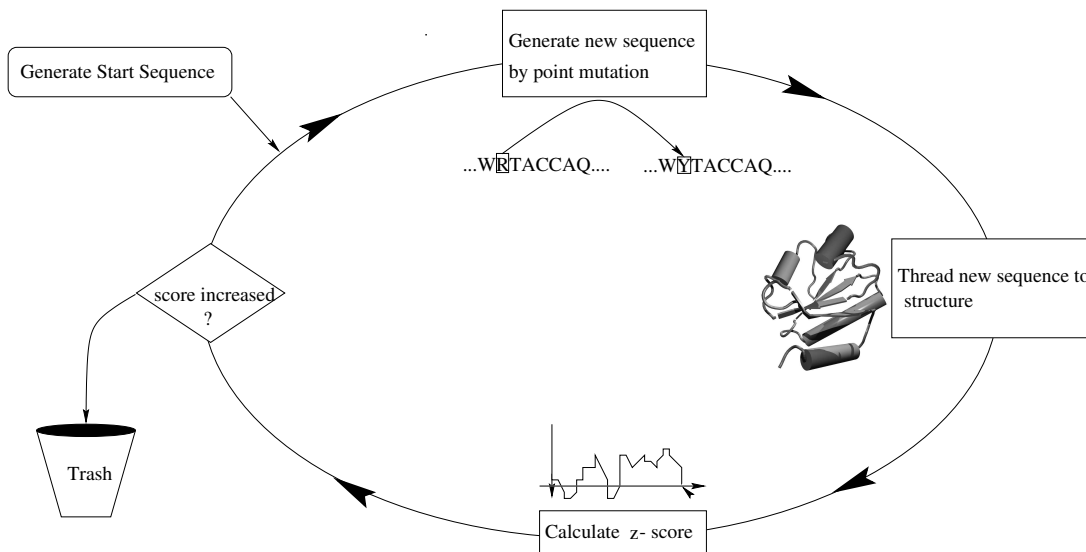 Generate Start Sequence
Generate new sequence
by point mutation
...WRTACCAQ....
...WYTACCAQ....
Thread new sequence to
structure
Calculate z- score
score increased
?
Trash